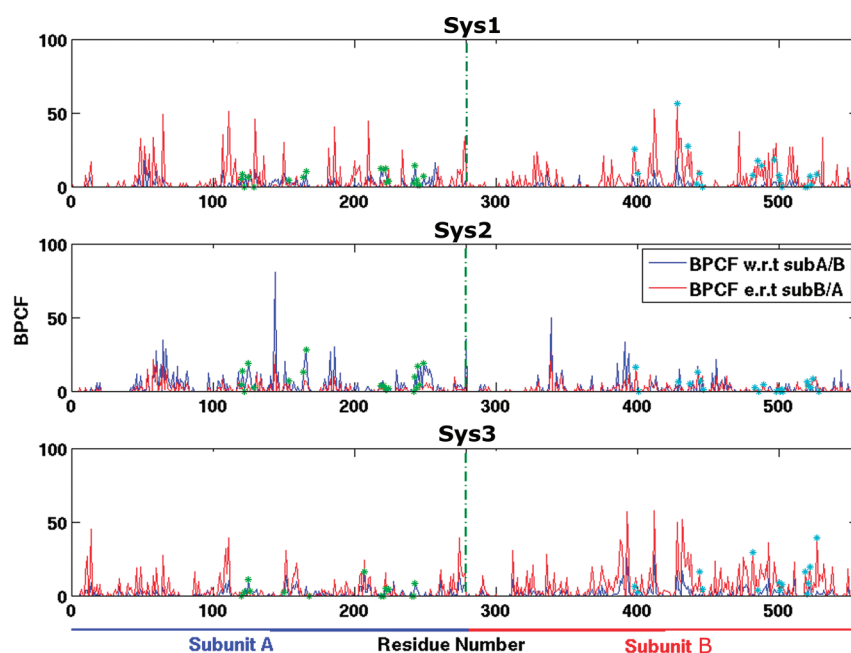 Sys1
100
50
0
0 100 200 300 400 500
Sys2
100
50
0
0 100 200 300 400 500
BPCF
BPCF w.r.t subA/B
BPCF e.r.t subB/A
Sys3
100
50
0
0 100 200 300 400 500
Subunit A Residue Number Subunit B